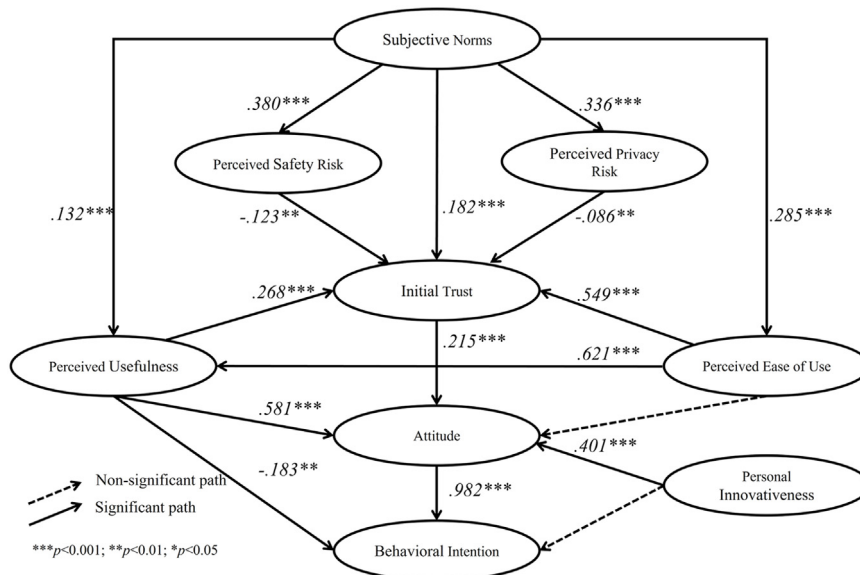 Subjective Norms
.380***
.336***
Perceived Safety Risk
Perceived Privacy
Risk
.132***
-.123**
.182***
-.086**
.285***
.268***
Initial Trust
.549***
Perceived Usefulness
.215***
.621***
Perceived Ease of Use
.581***
Attitude
.401***
-.183**
.982***
Personal
Innovativeness
Non-significant path
Significant path
Behavioral Intention
***p<0.001; **p<0.01; *p<0.05